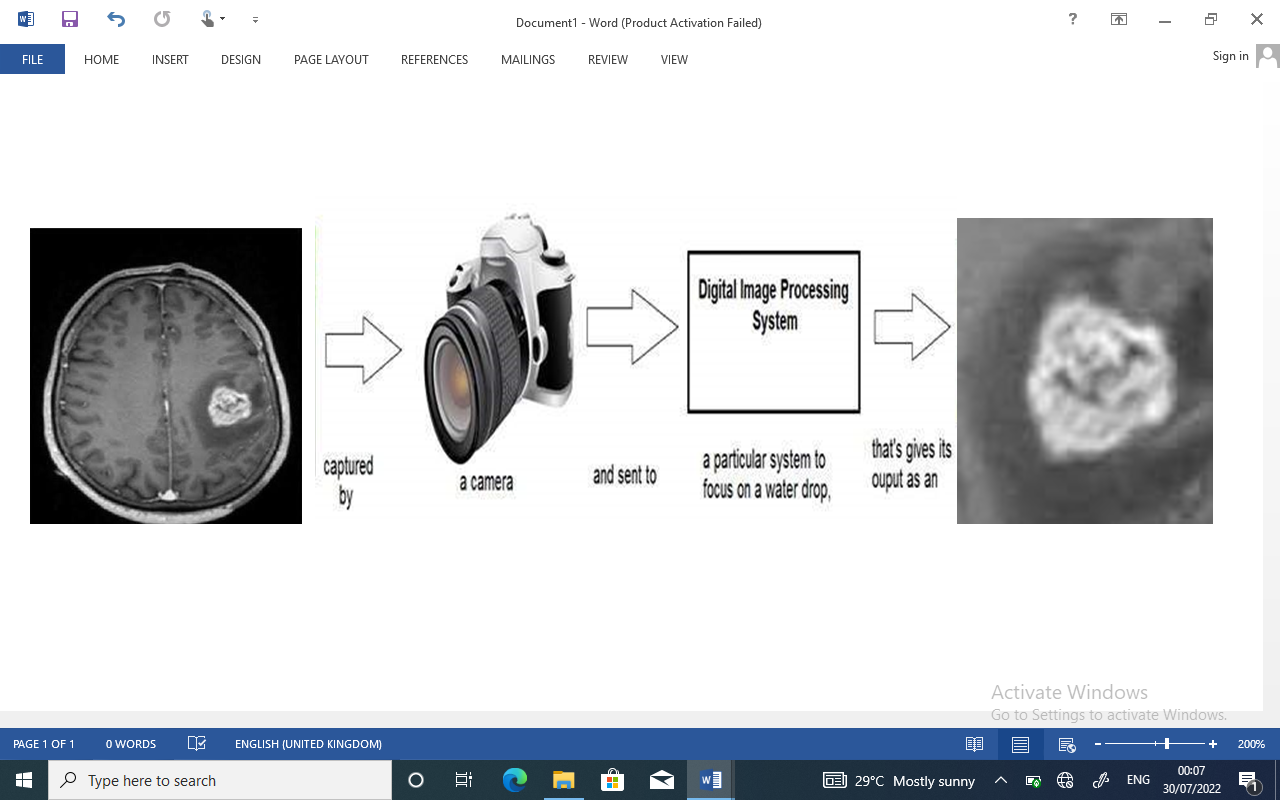 Document1 - Word (Product Activation Failed)
?
FILE HOME INSERT DESIGN PAGE LAYOUT REFERENCES MAILINGS REVIEW VIEW
Sign in
Digital Image Processing
System
captured
by
a camera
and sent to
a particular system to
focus on a water drop,
that's gives its
ouput as an
Activate Windows
Go to Settings to activate Windows.
PAGE 1 OF 1 0 WORDS ENGLISH (UNITED KINGDOM) 200%
Type here to search
29°C Mostly sunny
ENG
00:07
30/07/2022
1